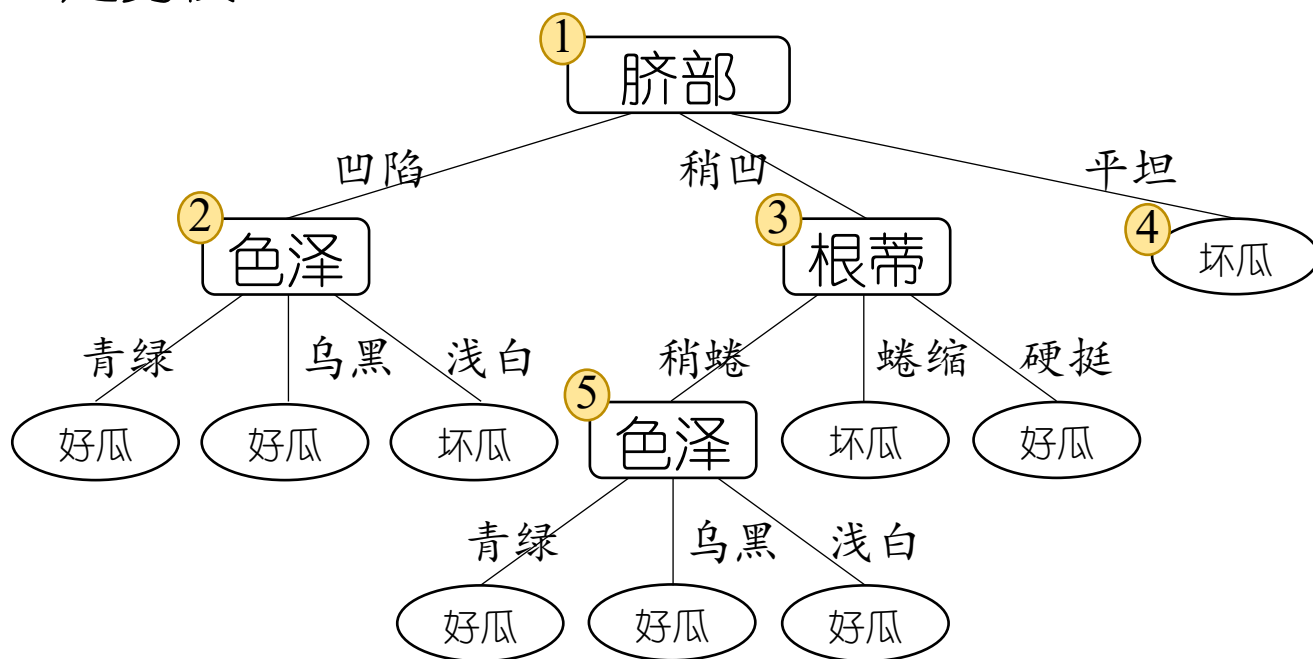 1
脐部
凹陷 稍凹 平坦
2 3 4
色泽 根蒂 坏瓜
青绿 乌黑 浅白 稍蜷 蜷缩 硬挺
5
好瓜 好瓜 坏瓜 色泽 坏瓜 好瓜
青绿 乌黑 浅白
好瓜 好瓜 好瓜